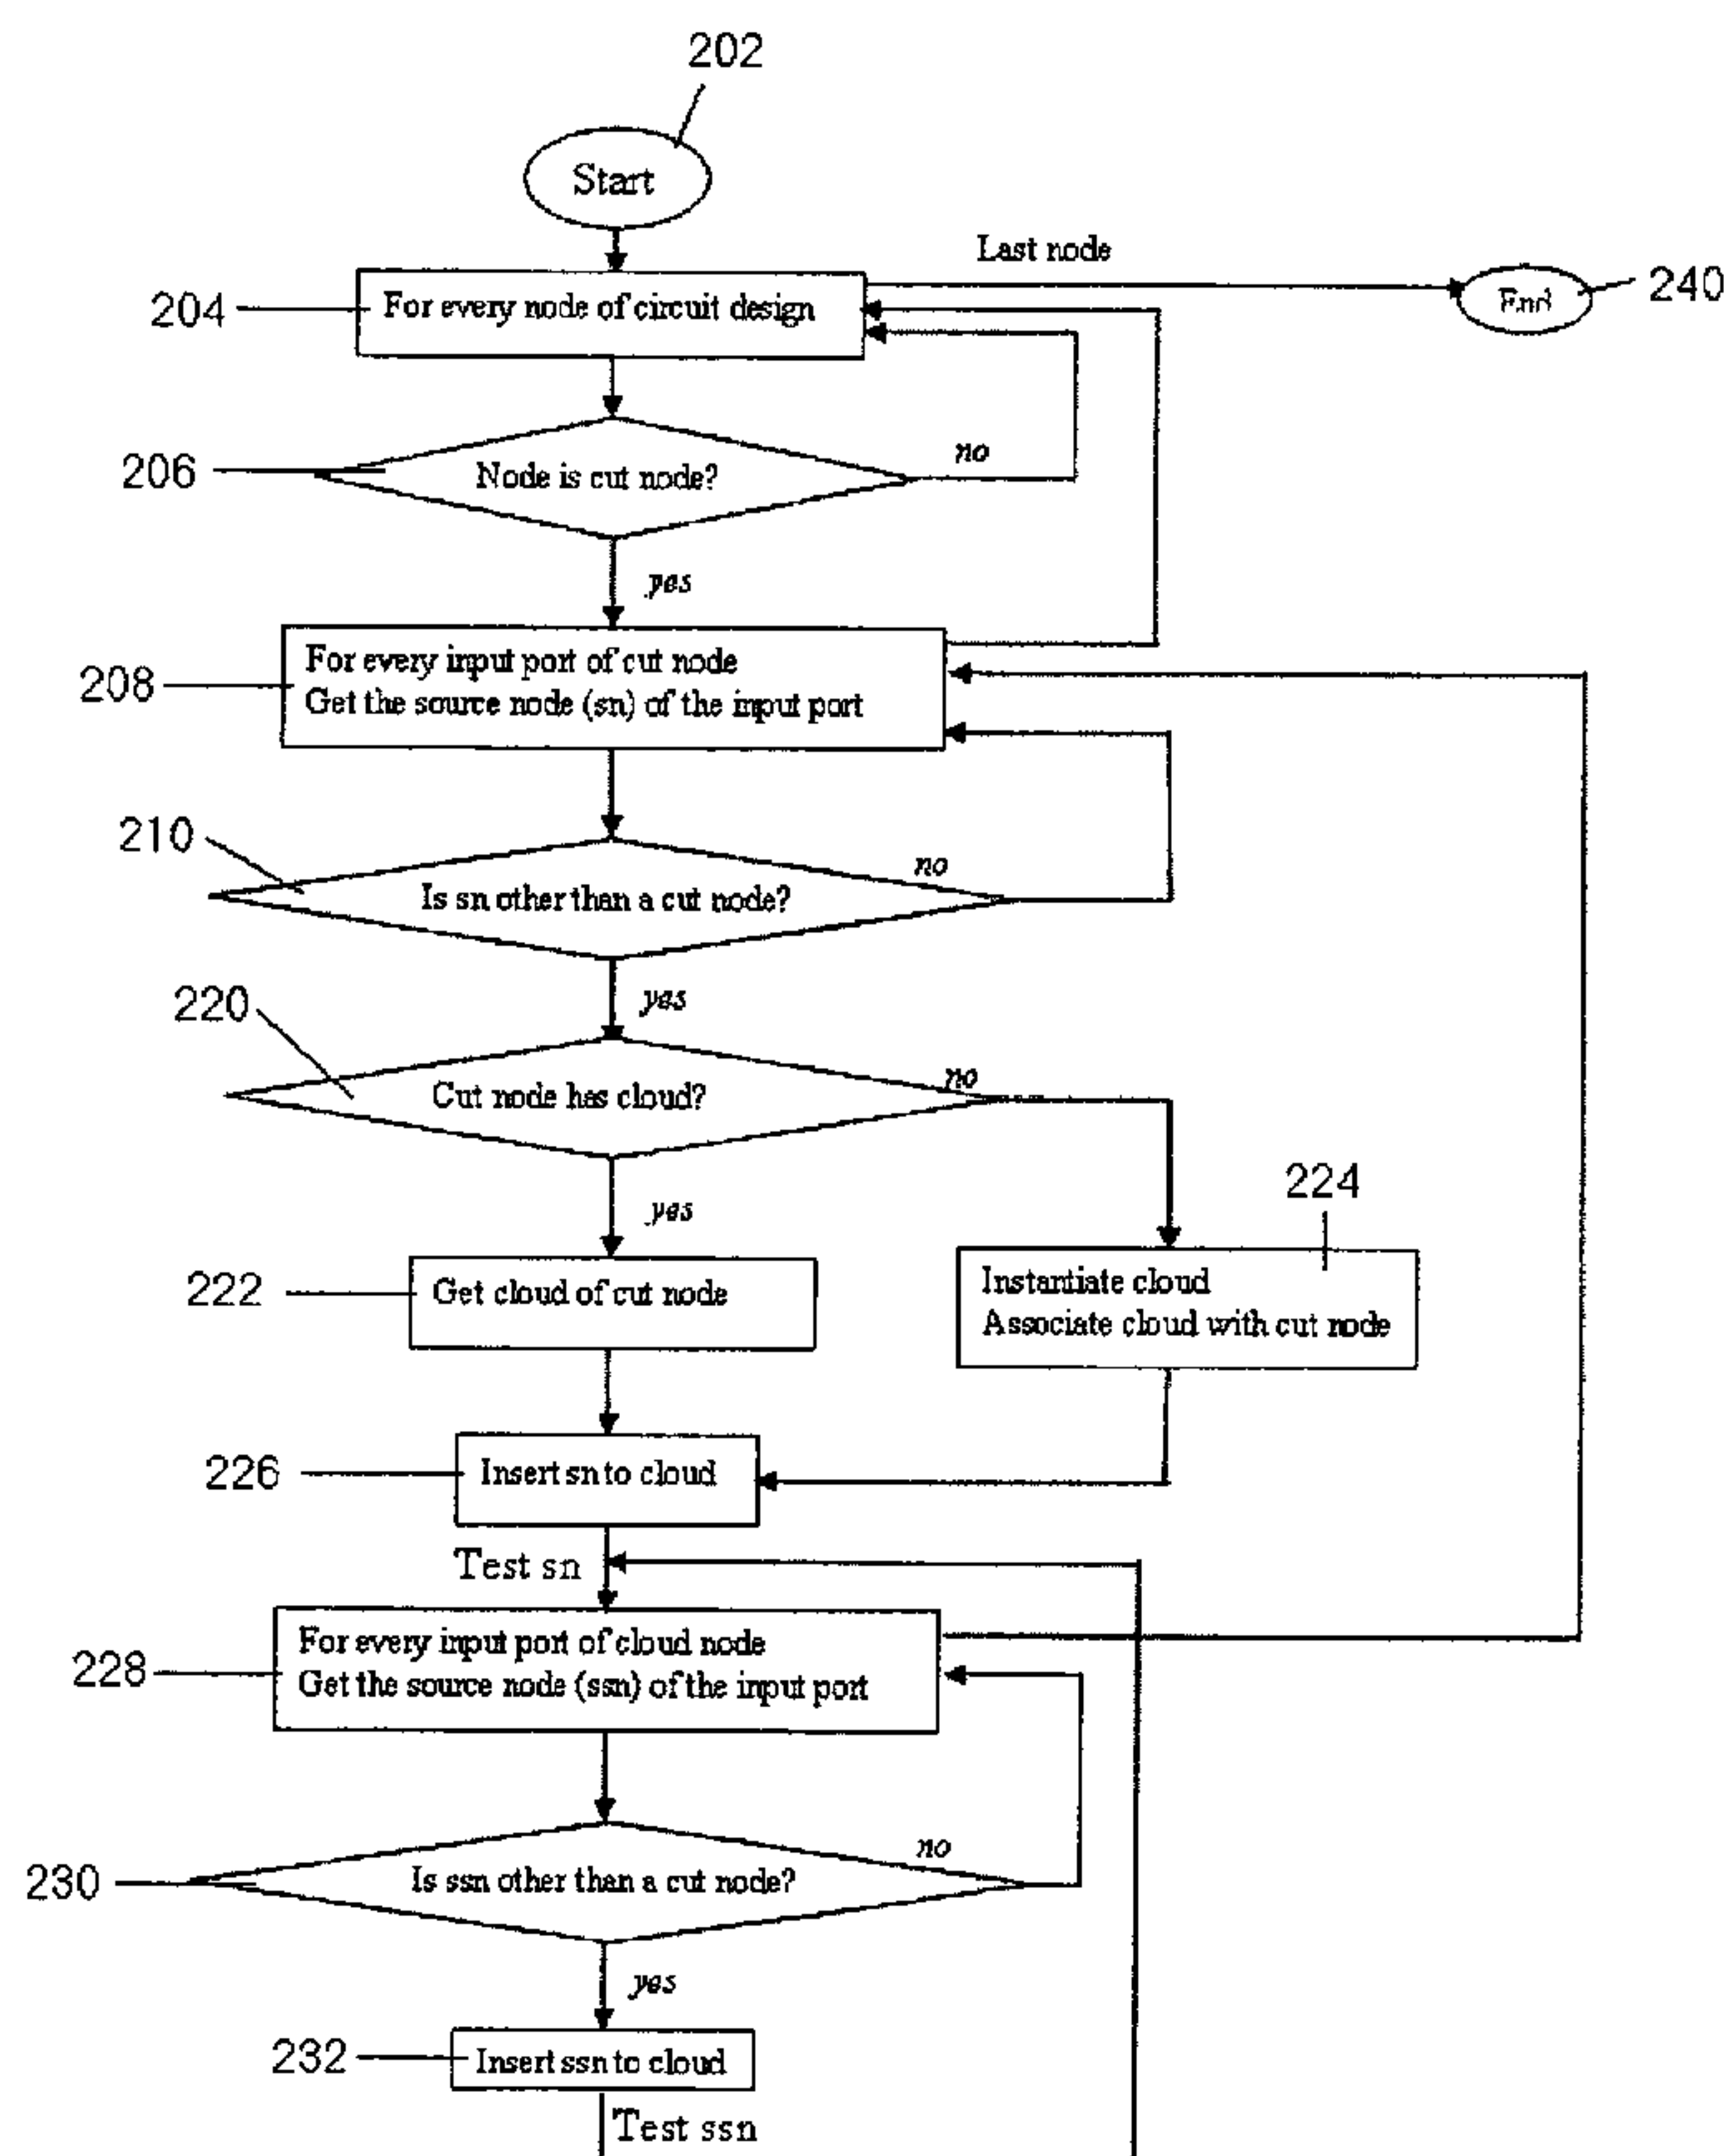 202
Start
Last node
204
For every node of circuit design
End
240
206
Node is cut node?
no
yes
208
For every input port of cut node
Get the source node (sn) of the input port
210
Is sn other than a cut node?
no
yes
220
Cut node has cloud?
no
yes
224
222
Get cloud of cut node
Instantiate cloud
Associate cloud with cut node
226
Insert sn to cloud
Test sn
228
For every input port of cloud node
Get the source node (ssn) of the input port
230
Is ssn other than a cut node?
no
yes
232
Insert ssn to cloud
Test ssn